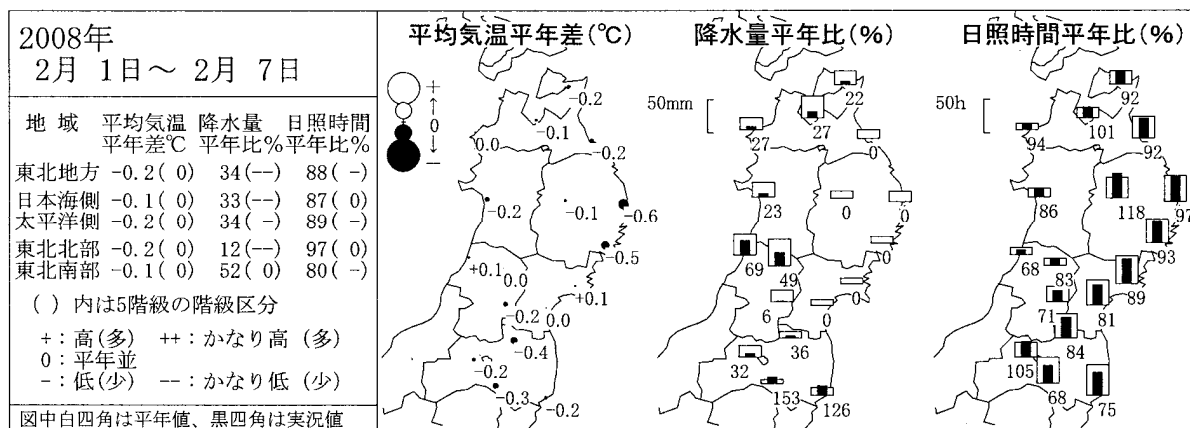 2008年
2月 1日～ 2月 7日
地 域 平均気温 降水量 日照時間
平年差℃ 平年比% 平年比%
東北地方 -0.2( 0) 34(--) 88( -)
日本海側 -0.1( 0) 33(--) 87( 0)
太平洋側 -0.2( 0) 34(--) 89( -)
東北北部 -0.2( 0) 12(--) 97( 0)
東北南部 -0.1( 0) 52( 0) 80( -)
( ) 内は5階級の階級区分
+：高(多) ++：かなり高 (多)
0：平年並
-：低(少) --：かなり低 (少)
図中白四角は平年値、黒四角は実況値
平均気温平年差(℃)
+
↑
0
↓
-
-0.2
-0.1
0.0
-0.2
-0.2
-0.1
-0.6
-0.5
+0.1
0.0
+0.1
-0.2
0.0
-0.4
-0.2
-0.3
-0.2
降水量平年比(%)
50mm
22
27
27
0
23
0
0
69
49
0
0
6
0
36
32
153
126
日照時間平年比(%)
50h
92
94
101
92
86
118
97
93
68
83
89
71
81
84
105
68
75